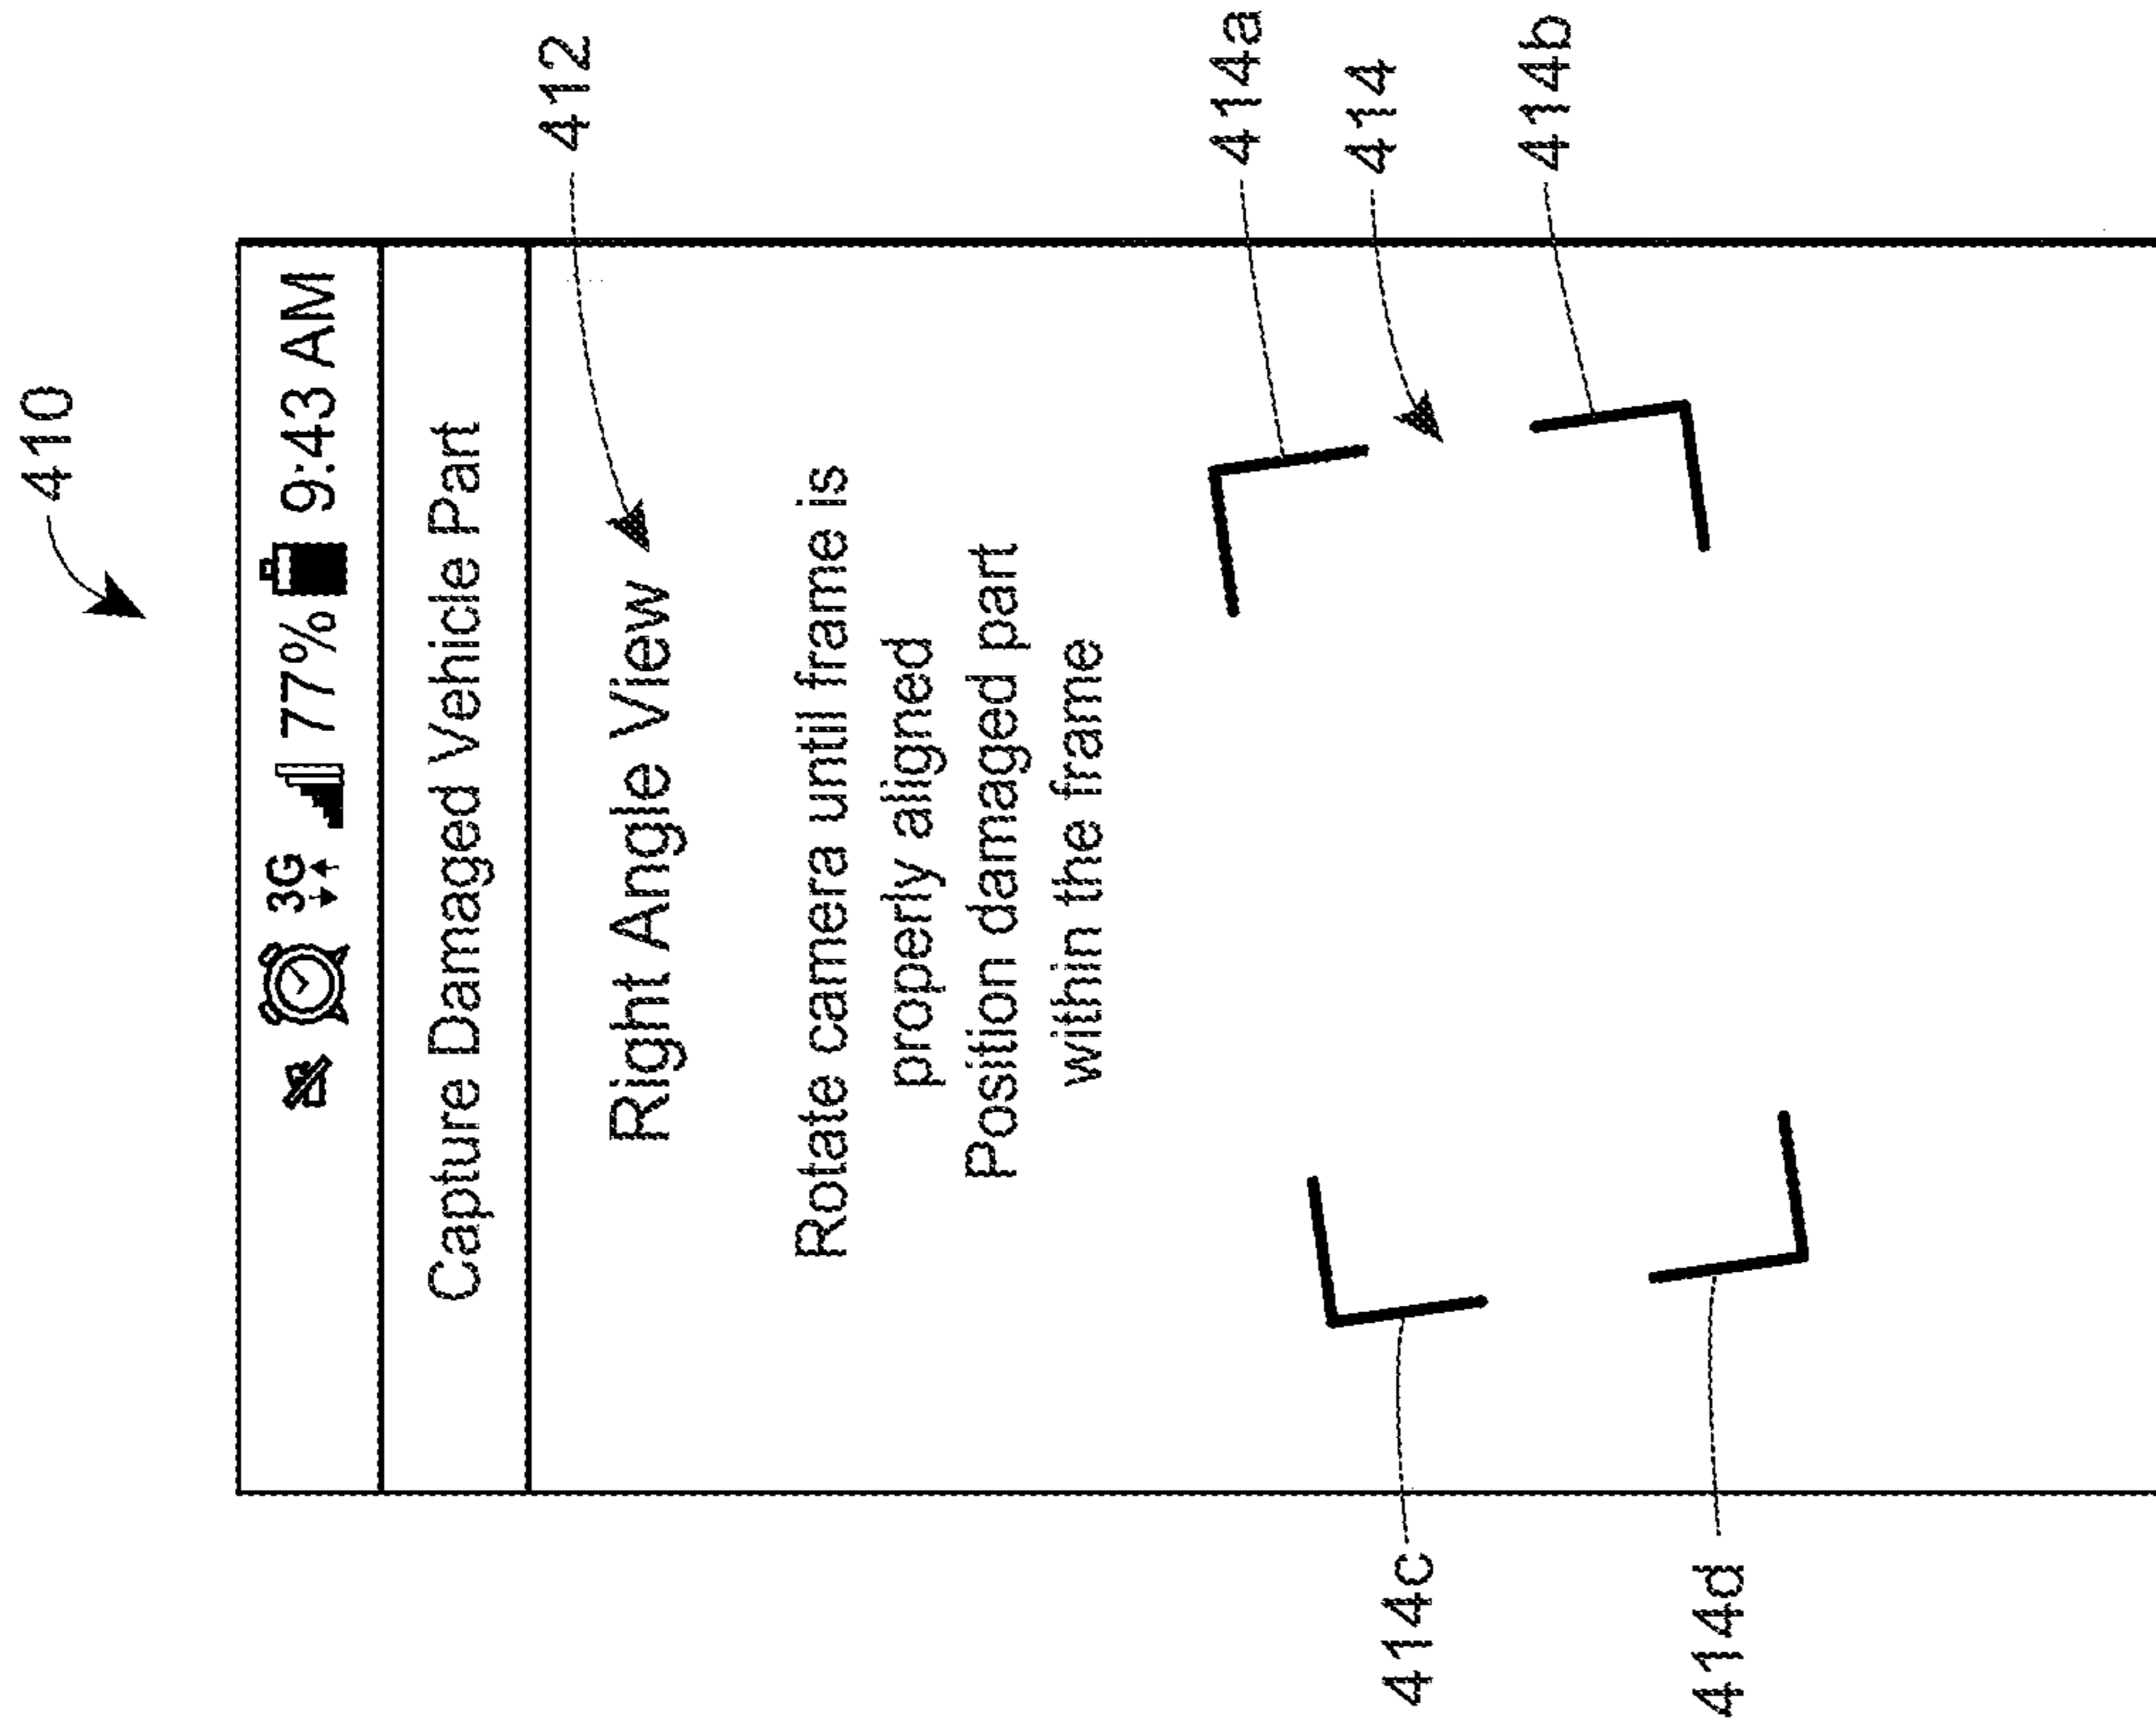 410
3G 77% 9:43 AM
Capture Damaged Vehicle Part
412
Right Angle View
Rotate camera until frame is
properly aligned
Position damaged part
within the frame
414a
414
414b
414c
414d